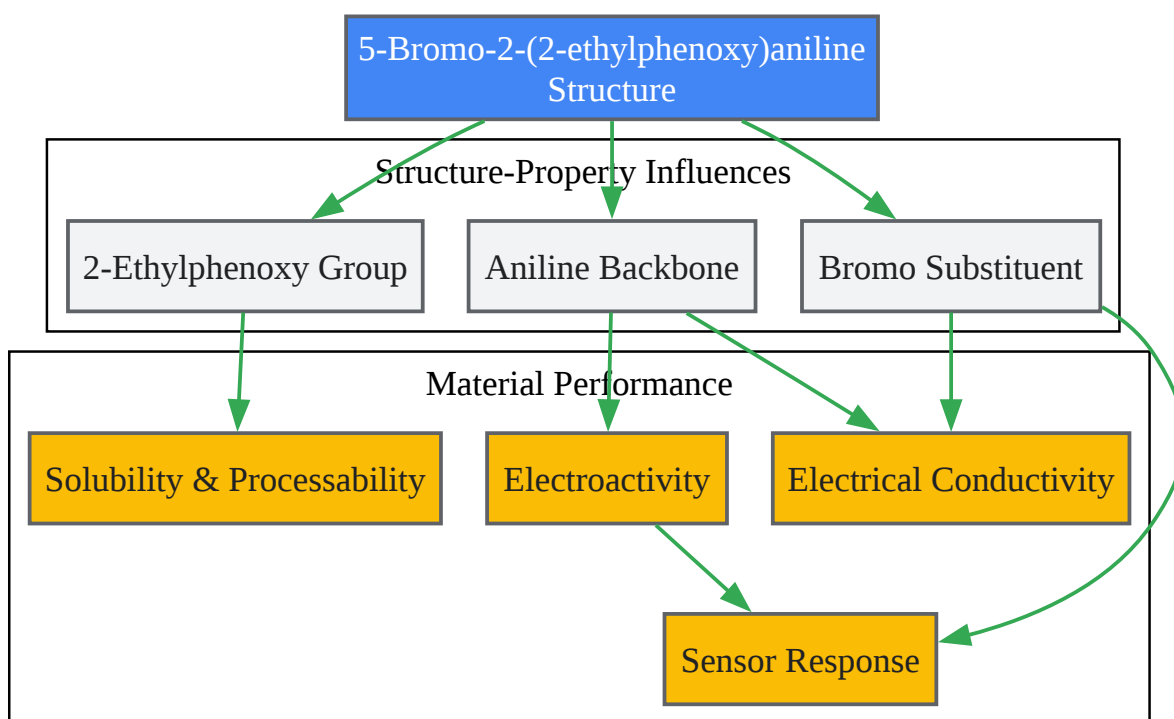 5-Bromo-2-(2-ethylphenoxy)aniline
Structure
Structure-Property Influences
2-Ethylphenoxy Group
Aniline Backbone
Bromo Substituent
Material Performance
Solubility & Processability
Electroactivity
Electrical Conductivity
Sensor Response